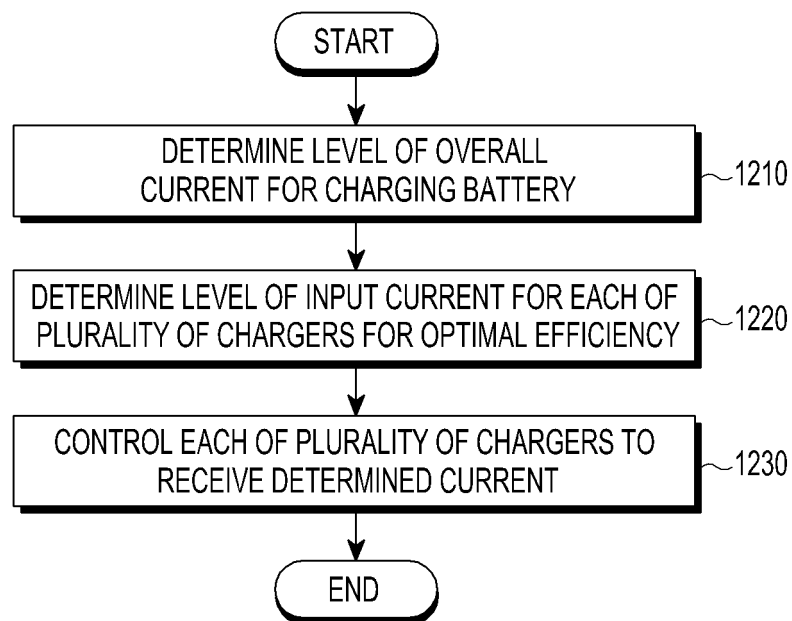 START
DETERMINE LEVEL OF OVERALL
CURRENT FOR CHARGING BATTERY
1210
DETERMINE LEVEL OF INPUT CURRENT FOR EACH OF
PLURALITY OF CHARGERS FOR OPTIMAL EFFICIENCY
1220
CONTROL EACH OF PLURALITY OF CHARGERS TO
RECEIVE DETERMINED CURRENT
1230
END